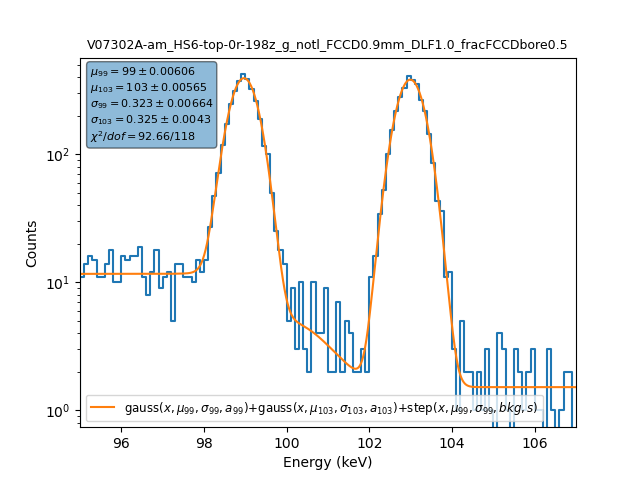 V07302A-am_HS6-top-0r-198z_g_notl_FCCD0.9mm_DLF1.0_fracFCCDbore0.5
μ₉₉ = 99 ± 0.00606
μ₁₀₃ = 103 ± 0.00565
σ₉₉ = 0.323 ± 0.00664
σ₁₀₃ = 0.325 ± 0.0043
χ²/dof = 92.66/118
Counts
10²
10¹
10⁰
gauss(x, μ₉₉, σ₉₉, a₉₉)+gauss(x, μ₁₀₃, σ₁₀₃, a₁₀₃)+step(x, μ₉₉, σ₉₉, bkg, s)
96 98 100 102 104 106
Energy (keV)